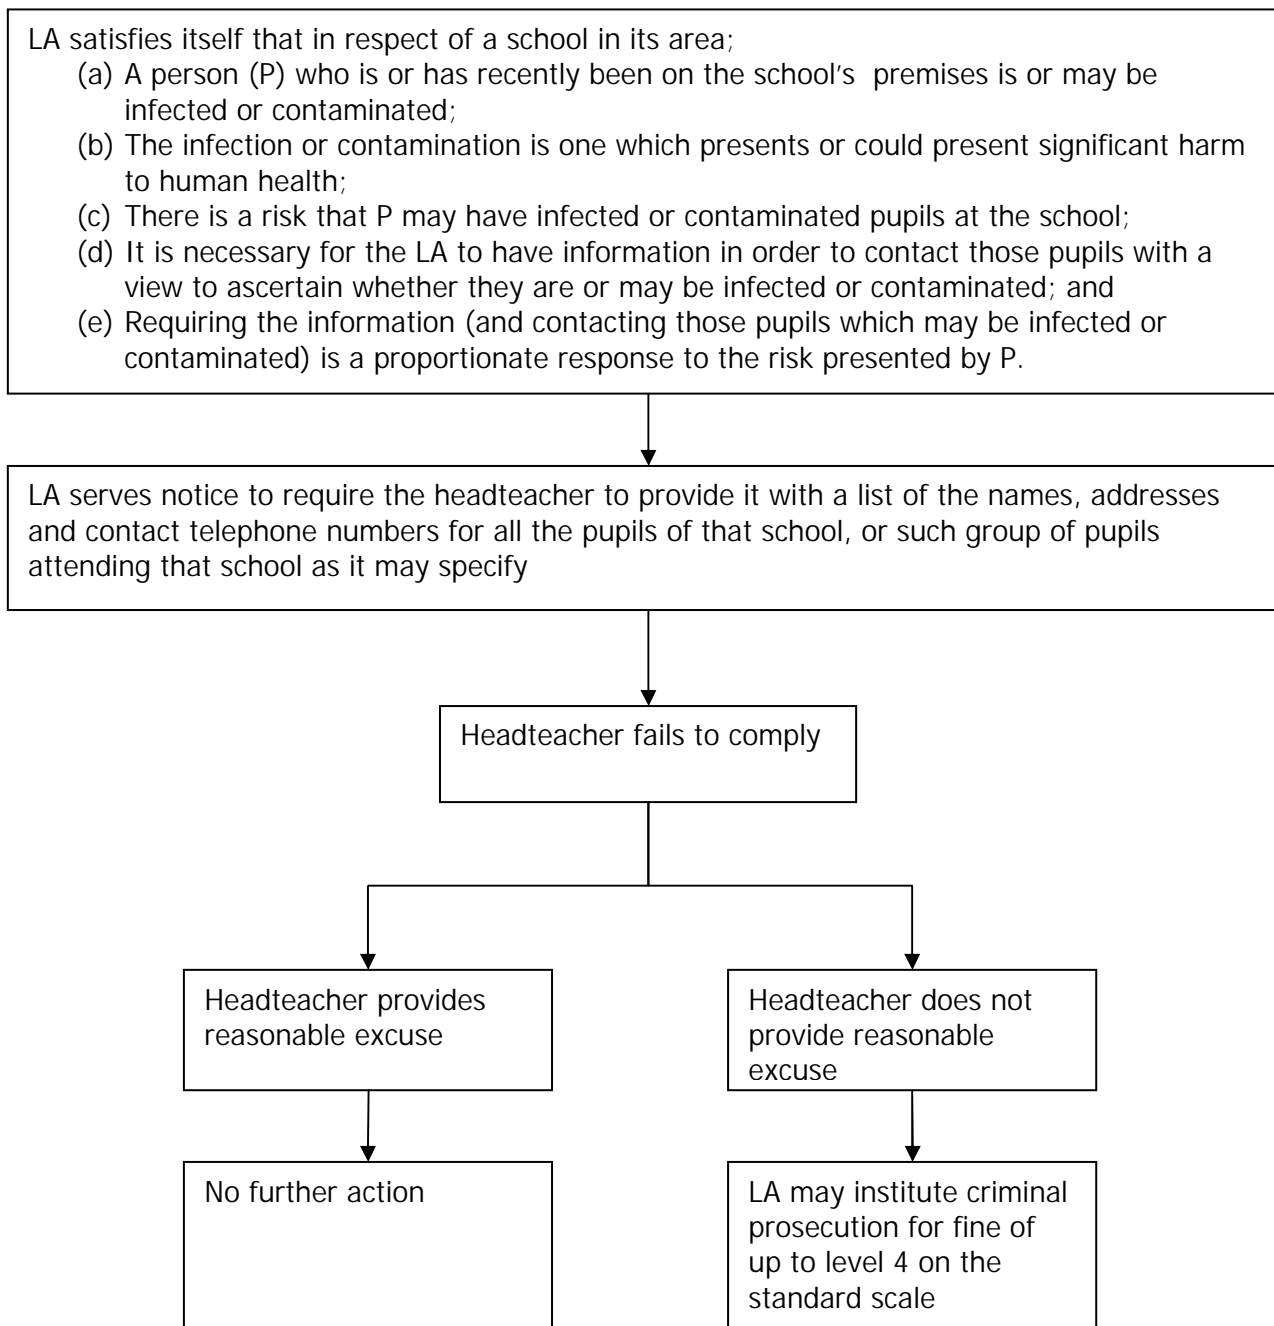 LA satisfies itself that in respect of a school in its area;
(a) A person (P) who is or has recently been on the school's premises is or may be
infected or contaminated;
(b) The infection or contamination is one which presents or could present significant harm
to human health;
(c) There is a risk that P may have infected or contaminated pupils at the school;
(d) It is necessary for the LA to have information in order to contact those pupils with a
view to ascertain whether they are or may be infected or contaminated; and
(e) Requiring the information (and contacting those pupils which may be infected or
contaminated) is a proportionate response to the risk presented by P.
LA serves notice to require the headteacher to provide it with a list of the names, addresses
and contact telephone numbers for all the pupils of that school, or such group of pupils
attending that school as it may specify
Headteacher fails to comply
Headteacher provides
reasonable excuse
Headteacher does not
provide reasonable
excuse
No further action
LA may institute criminal
prosecution for fine of
up to level 4 on the
standard scale